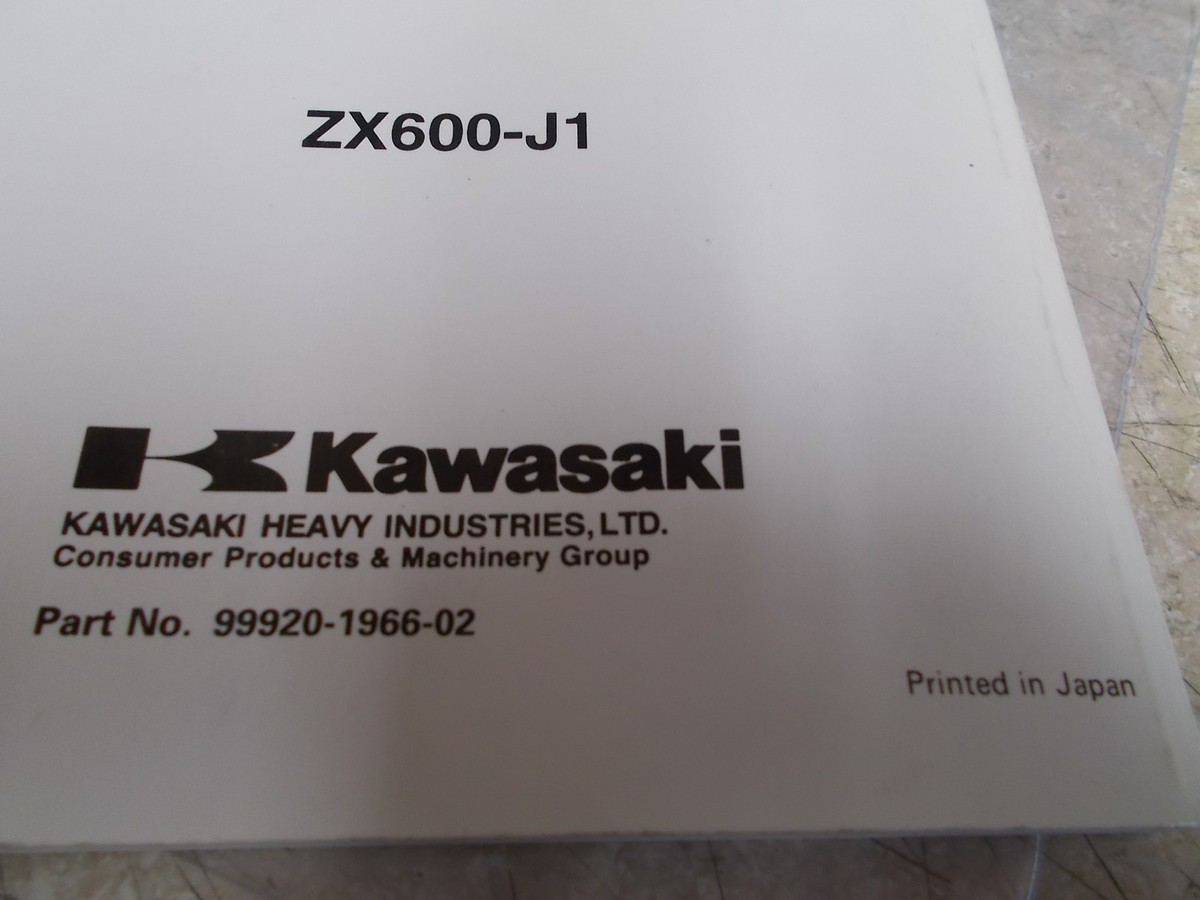 ZX600-J1
Kawasaki
KAWASAKI HEAVY INDUSTRIES, LTD.
Consumer Products & Machinery Group
Part No. 99920-1966-02
Printed in Japan